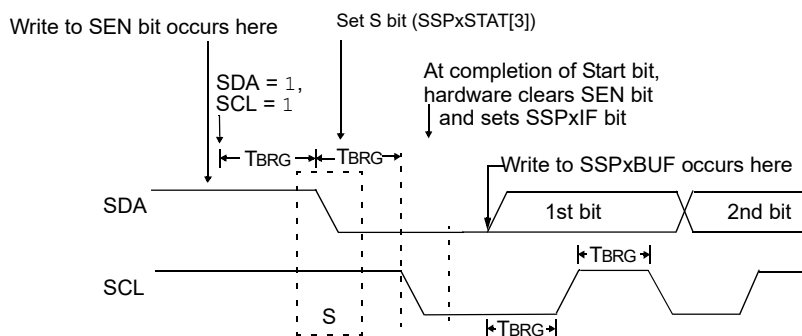 Write to SEN bit occurs here
Set S bit (SSPxSTAT[3])
SDA = 1,
SCL = 1
At completion of Start bit,
hardware clears SEN bit
and sets SSPxIF bit
TBRG
TBRG
Write to SSPxBUF occurs here
SDA
1st bit
2nd bit
TBRG
SCL
S
TBRG